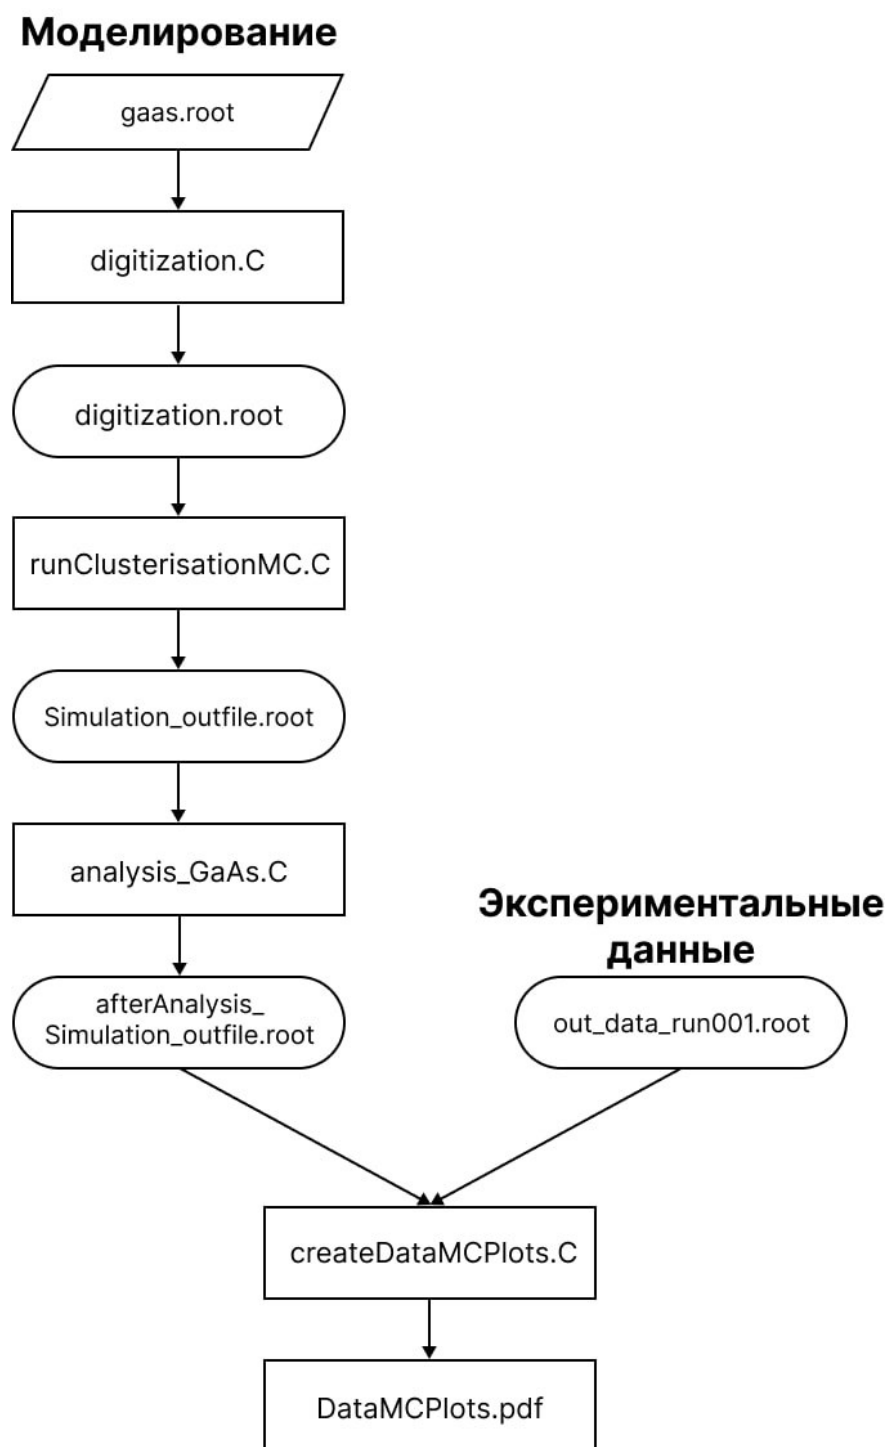 Моделирование
gaas.root
digitization.C
digitization.root
runClusterisationMC.C
Simulation_outfile.root
analysis_GaAs.C
afterAnalysis_
Simulation_outfile.root
Экспериментальные
данные
out_data_run001.root
createDataMCPlots.C
DataMCPlots.pdf